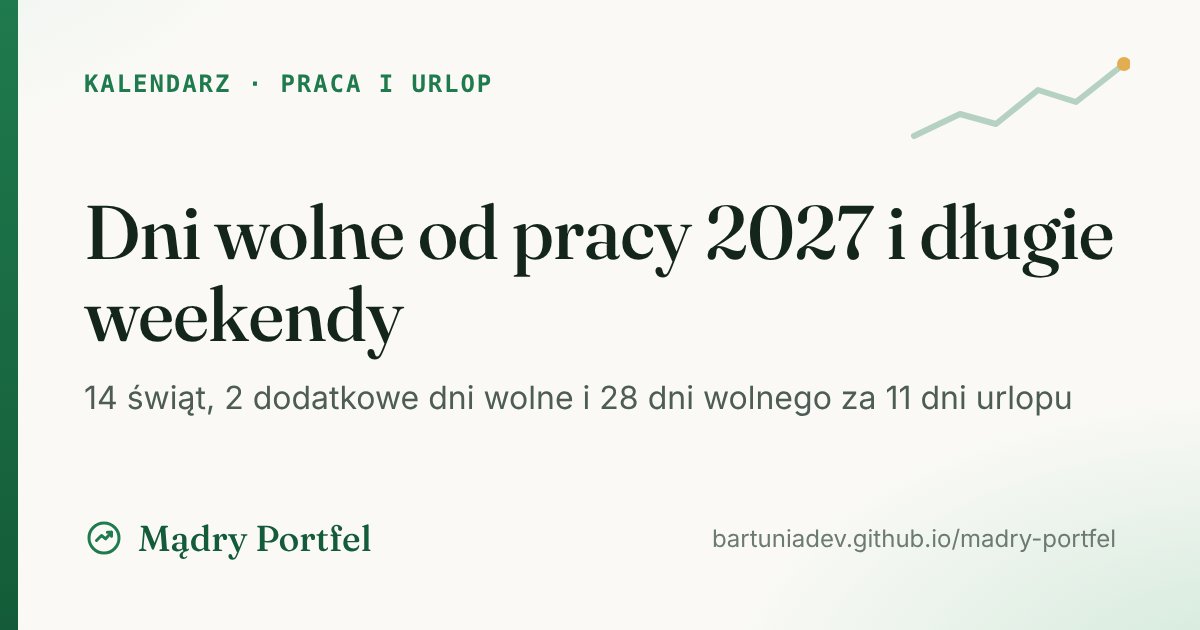 KALENDARZ · PRACA I URLOP
Dni wolne od pracy 2027 i długie
weekendy
14 świąt, 2 dodatkowe dni wolne i 28 dni wolnego za 11 dni urlopu
Mądry Portfel
bartuniadev.github.io/madry-portfel